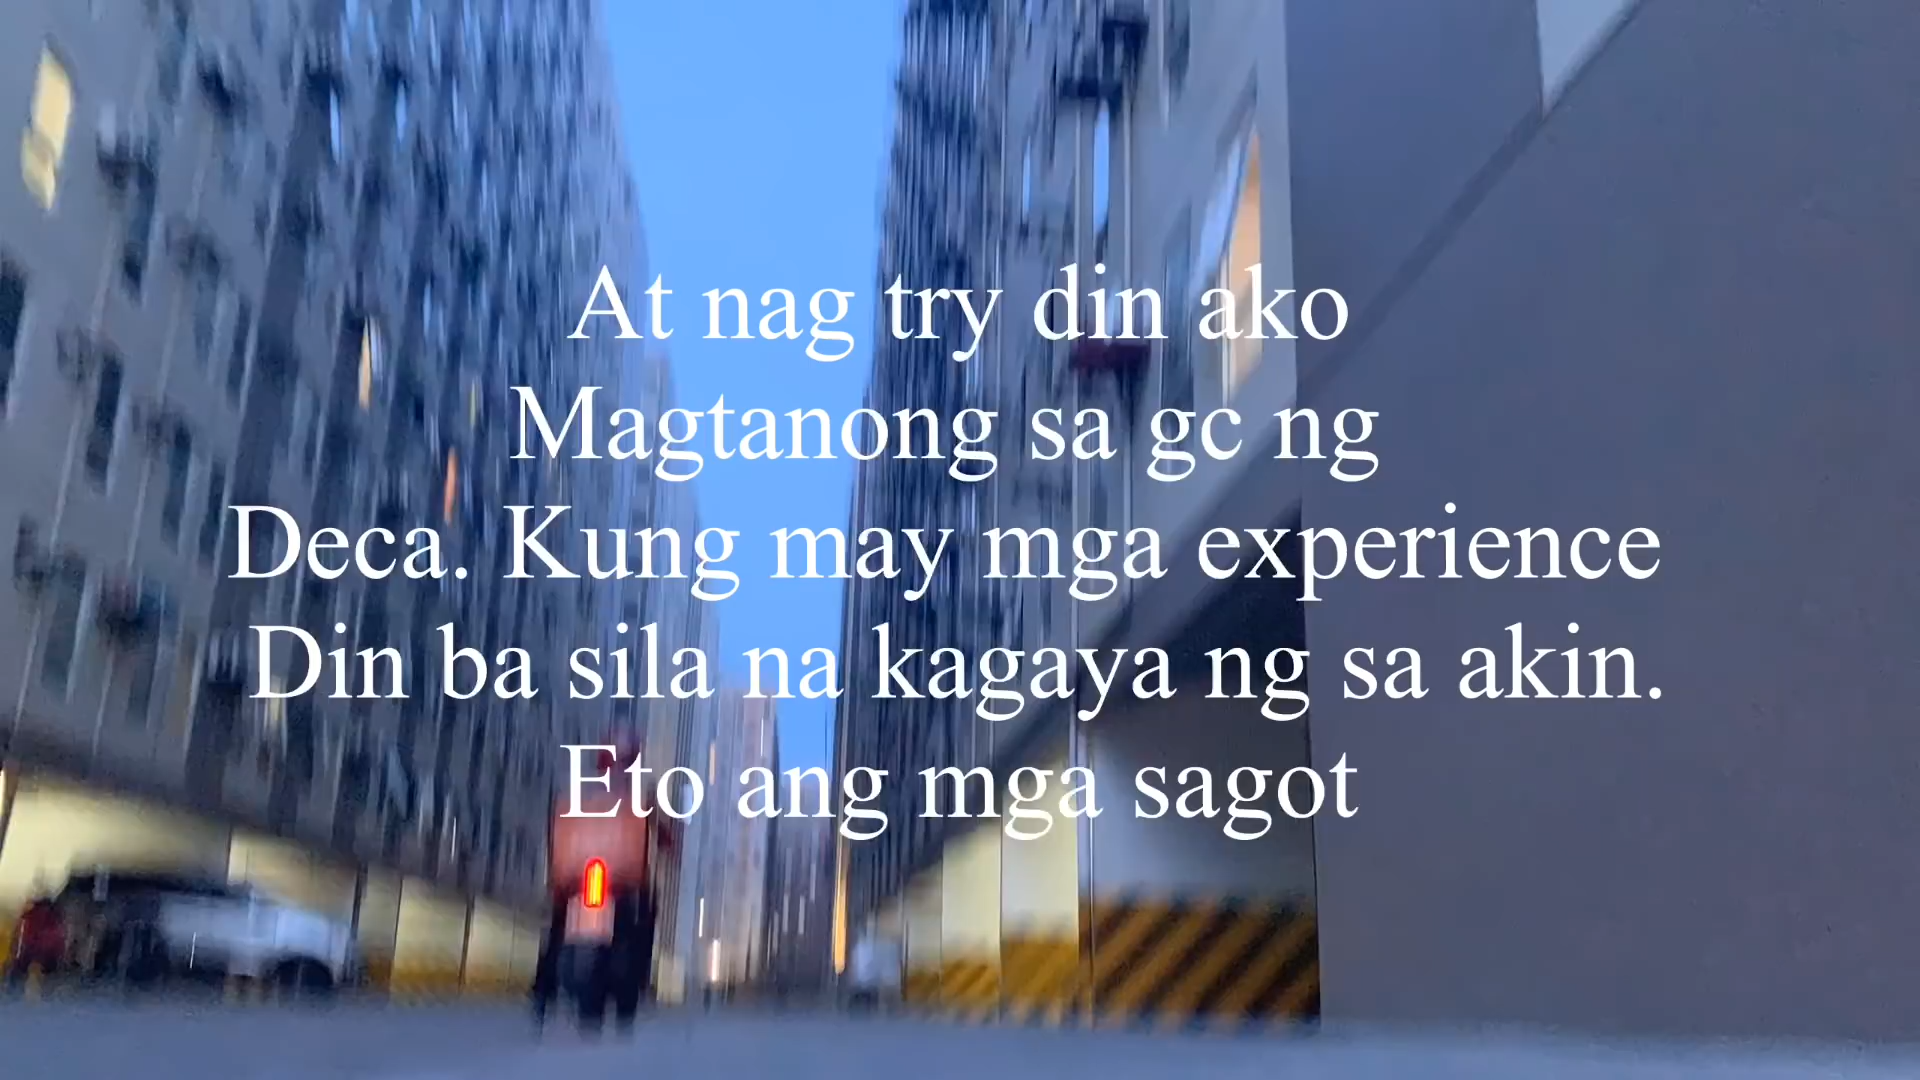 At nag try din ako
Magtanong sa gc ng
Deca. Kung may mga experience
Din ba sila na kagaya ng sa akin.
Eto ang mga sagot